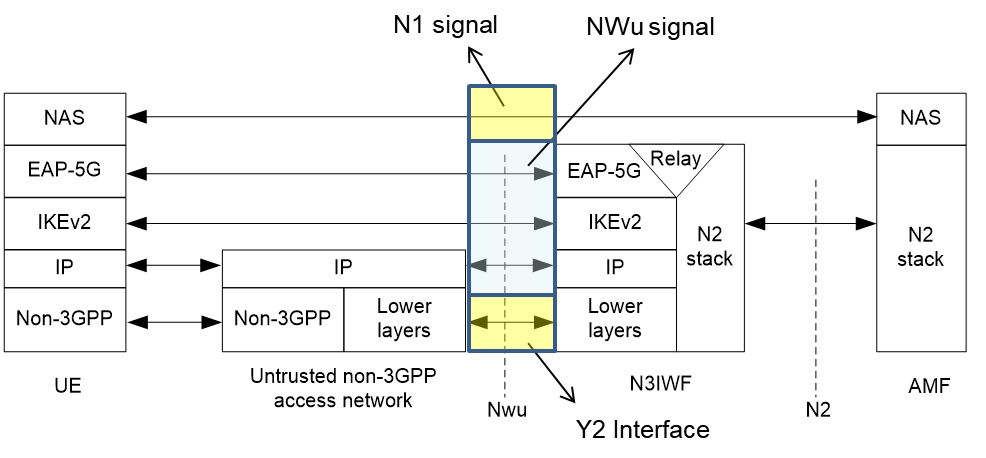 N1 signal
NWu signal
NAS
NAS
EAP-5G
EAP-5G
Relay
IKEv2
IKEv2
N2
stack
N2
stack
IP
IP
IP
Non-3GPP
Non-3GPP
Lower
layers
Lower
layers
UE
Untrusted non-3GPP
access network
Nwu
N3IWF
N2
AMF
Y2 Interface